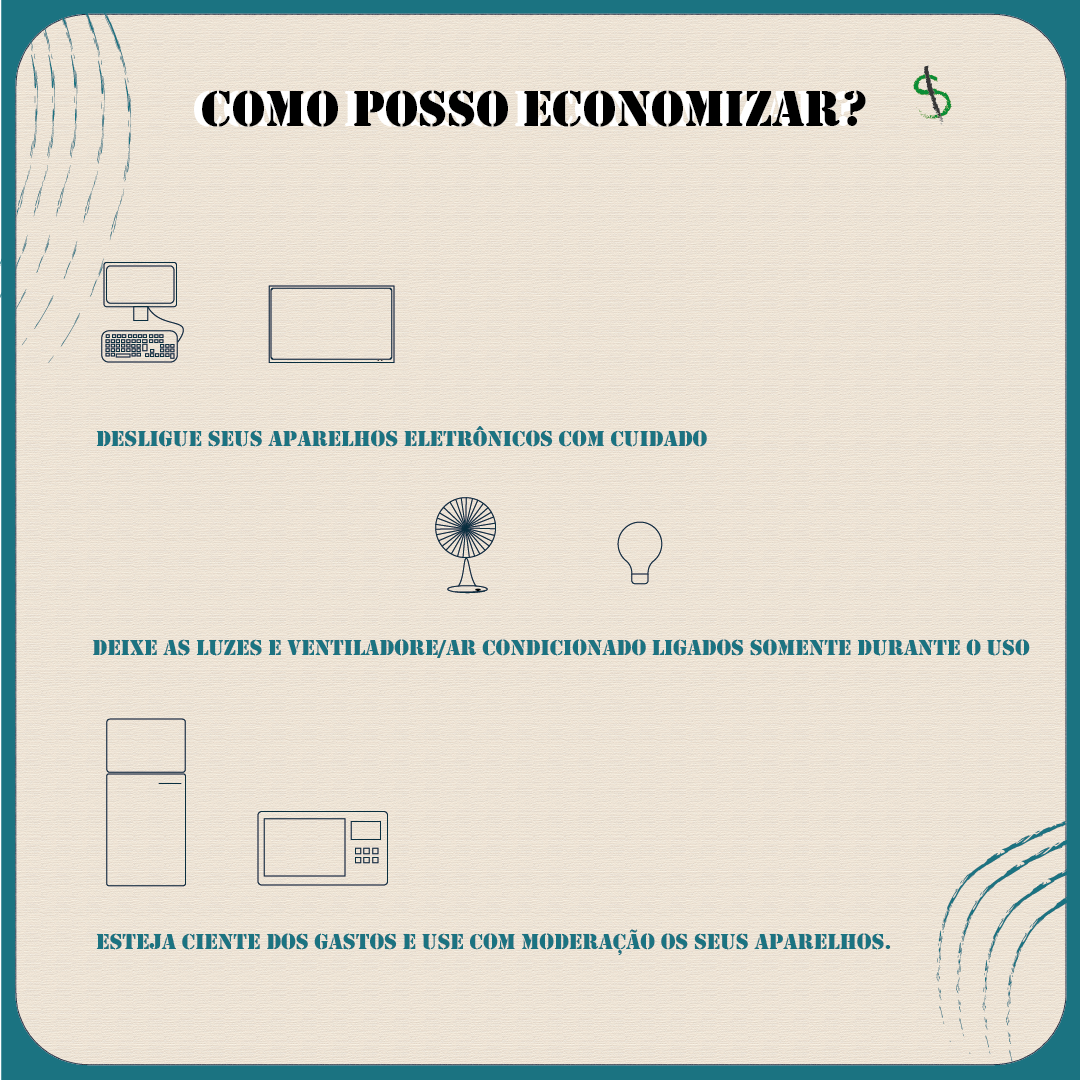 COMO POSSO ECONOMIZAR?
DESLIGUE SEUS APARELHOS ELETRÔNICOS COM CUIDADO
DEIXE AS LUZES E VENTILADORE/AR CONDICIONADO LIGADOS SOMENTE DURANTE O USO
ESTEJA CIENTE DOS GASTOS E USE COM MODERAÇÃO OS SEUS APARELHOS.